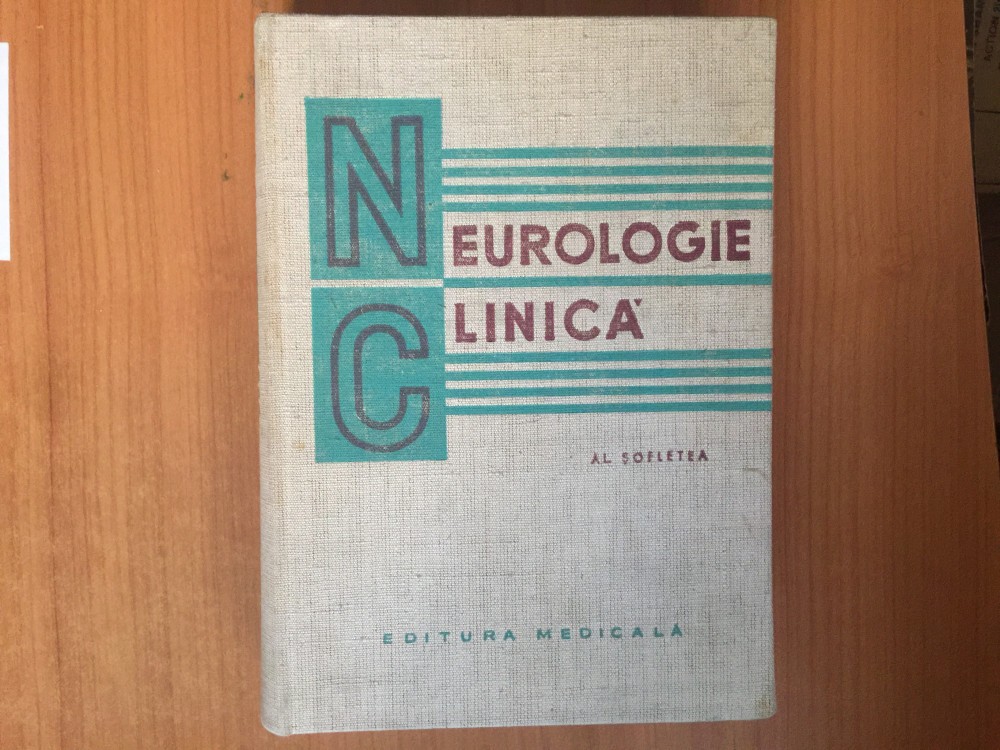 NEUROLOGIE
CLINICĂ
AL ŞOFLETEA
EDITURA MEDICALĂ